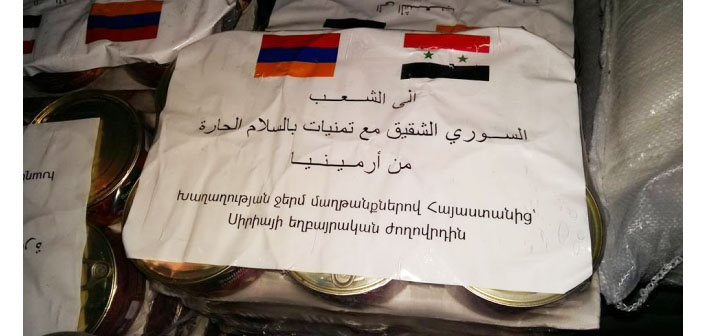 الى الشعب
السوري الشقيق مع تمنيات بالسلام الحارة
من أرمينيا
Խաղաղության ջերմ մաղթանքներով Հայաստանից՝
Սիրիայի եղբայրական ժողովրդին